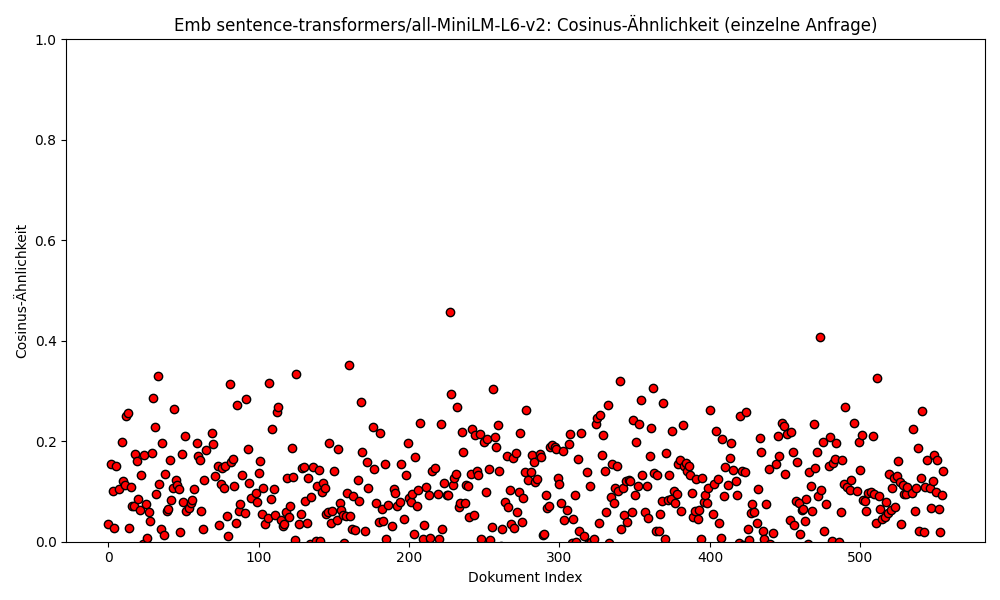 Emb sentence-transformers/all-MiniLM-L6-v2: Cosinus-Ähnlichkeit (einzelne Anfrage)
1.0
0.8
0.6
0.4
0.2
0.0
Cosinus-Ähnlichkeit
0 100 200 300 400 500
Dokument Index